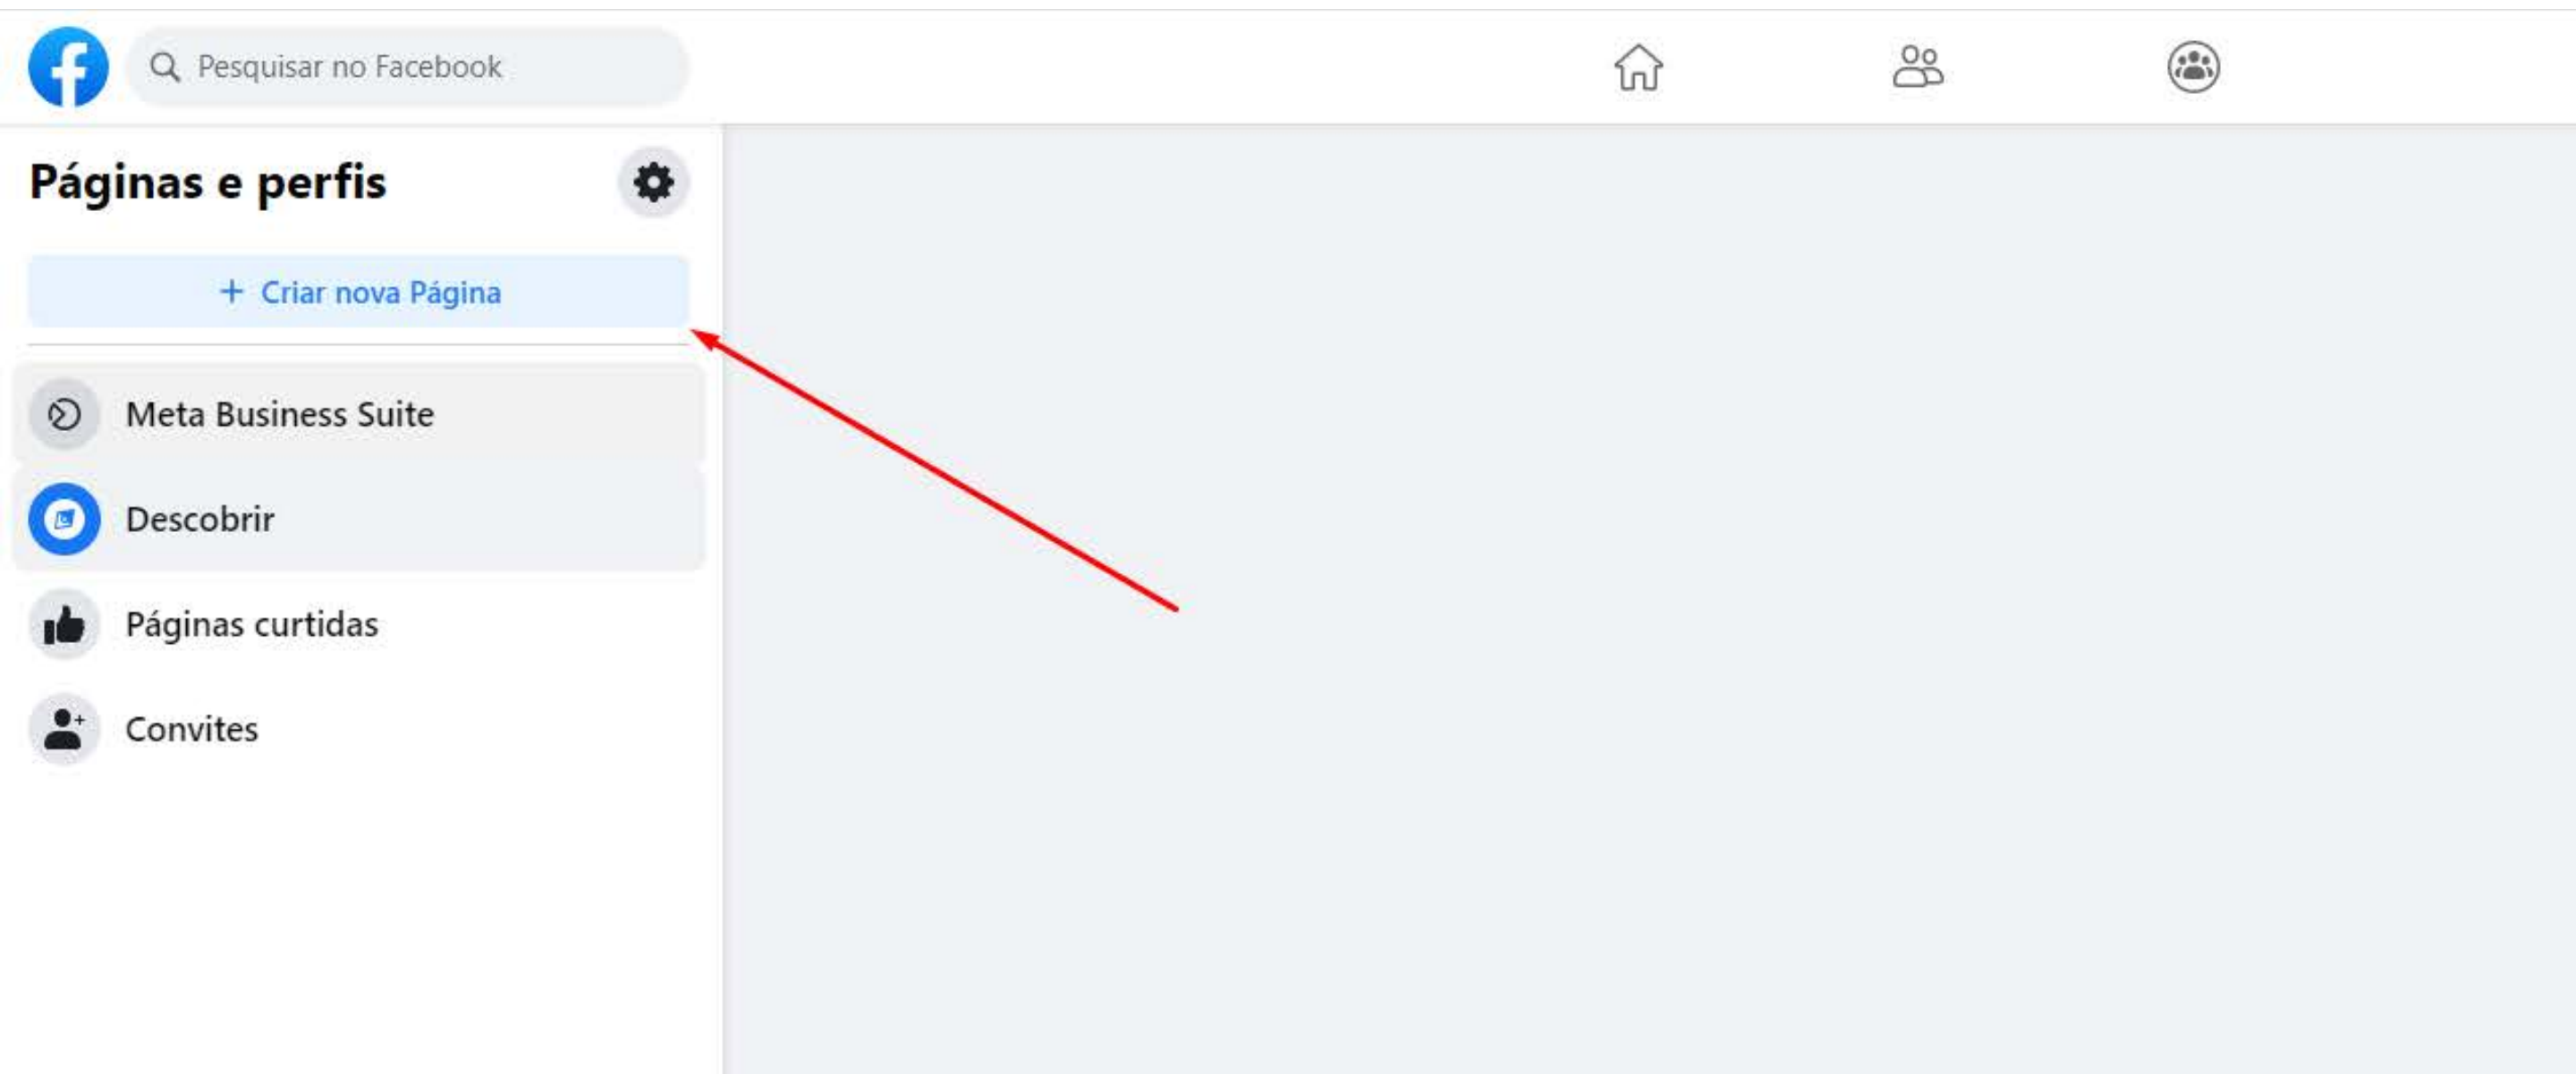 Pesquisar no Facebook
Páginas e perfis
+ Criar nova Página
Meta Business Suite
Descobrir
Páginas curtidas
Convites